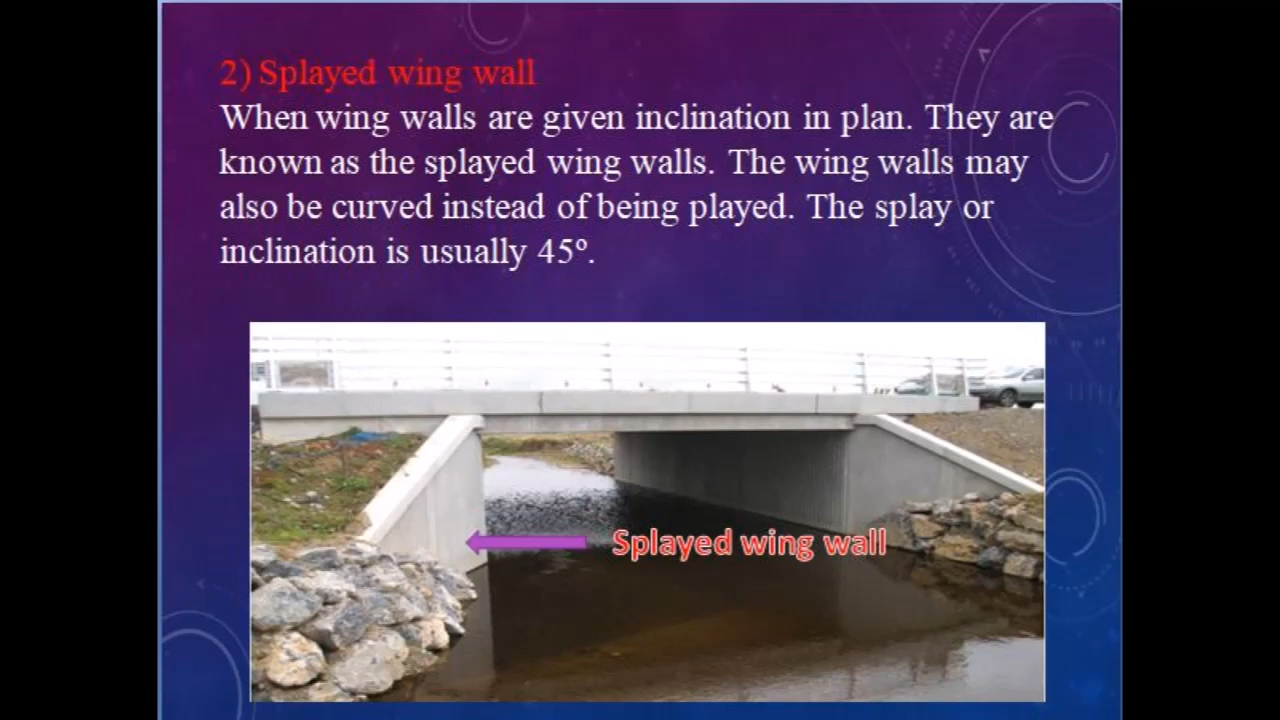 2) Splayed wing wall
When wing walls are given inclination in plan. They are
known as the splayed wing walls. The wing walls may
also be curved instead of being played. The splay or
inclination is usually 45º.
Splayed wing wall